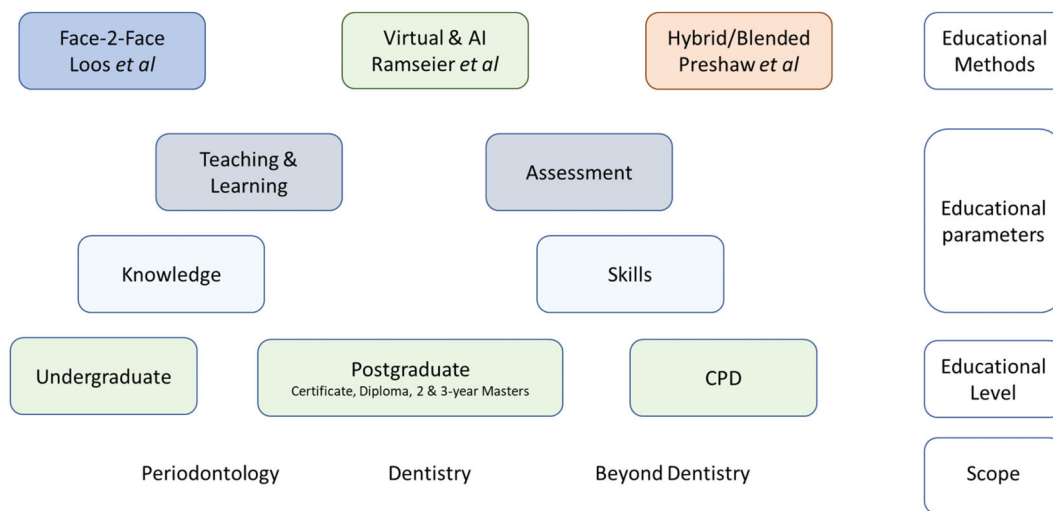 Face-2-Face
Loos et al
Virtual & AI
Ramseier et al
Hybrid/Blended
Preshaw et al
Educational
Methods
Teaching &
Learning
Assessment
Educational
parameters
Knowledge
Skills
Undergraduate
Postgraduate
Certificate, Diploma, 2 & 3-year Masters
CPD
Educational
Level
Periodontology
Dentistry
Beyond Dentistry
Scope